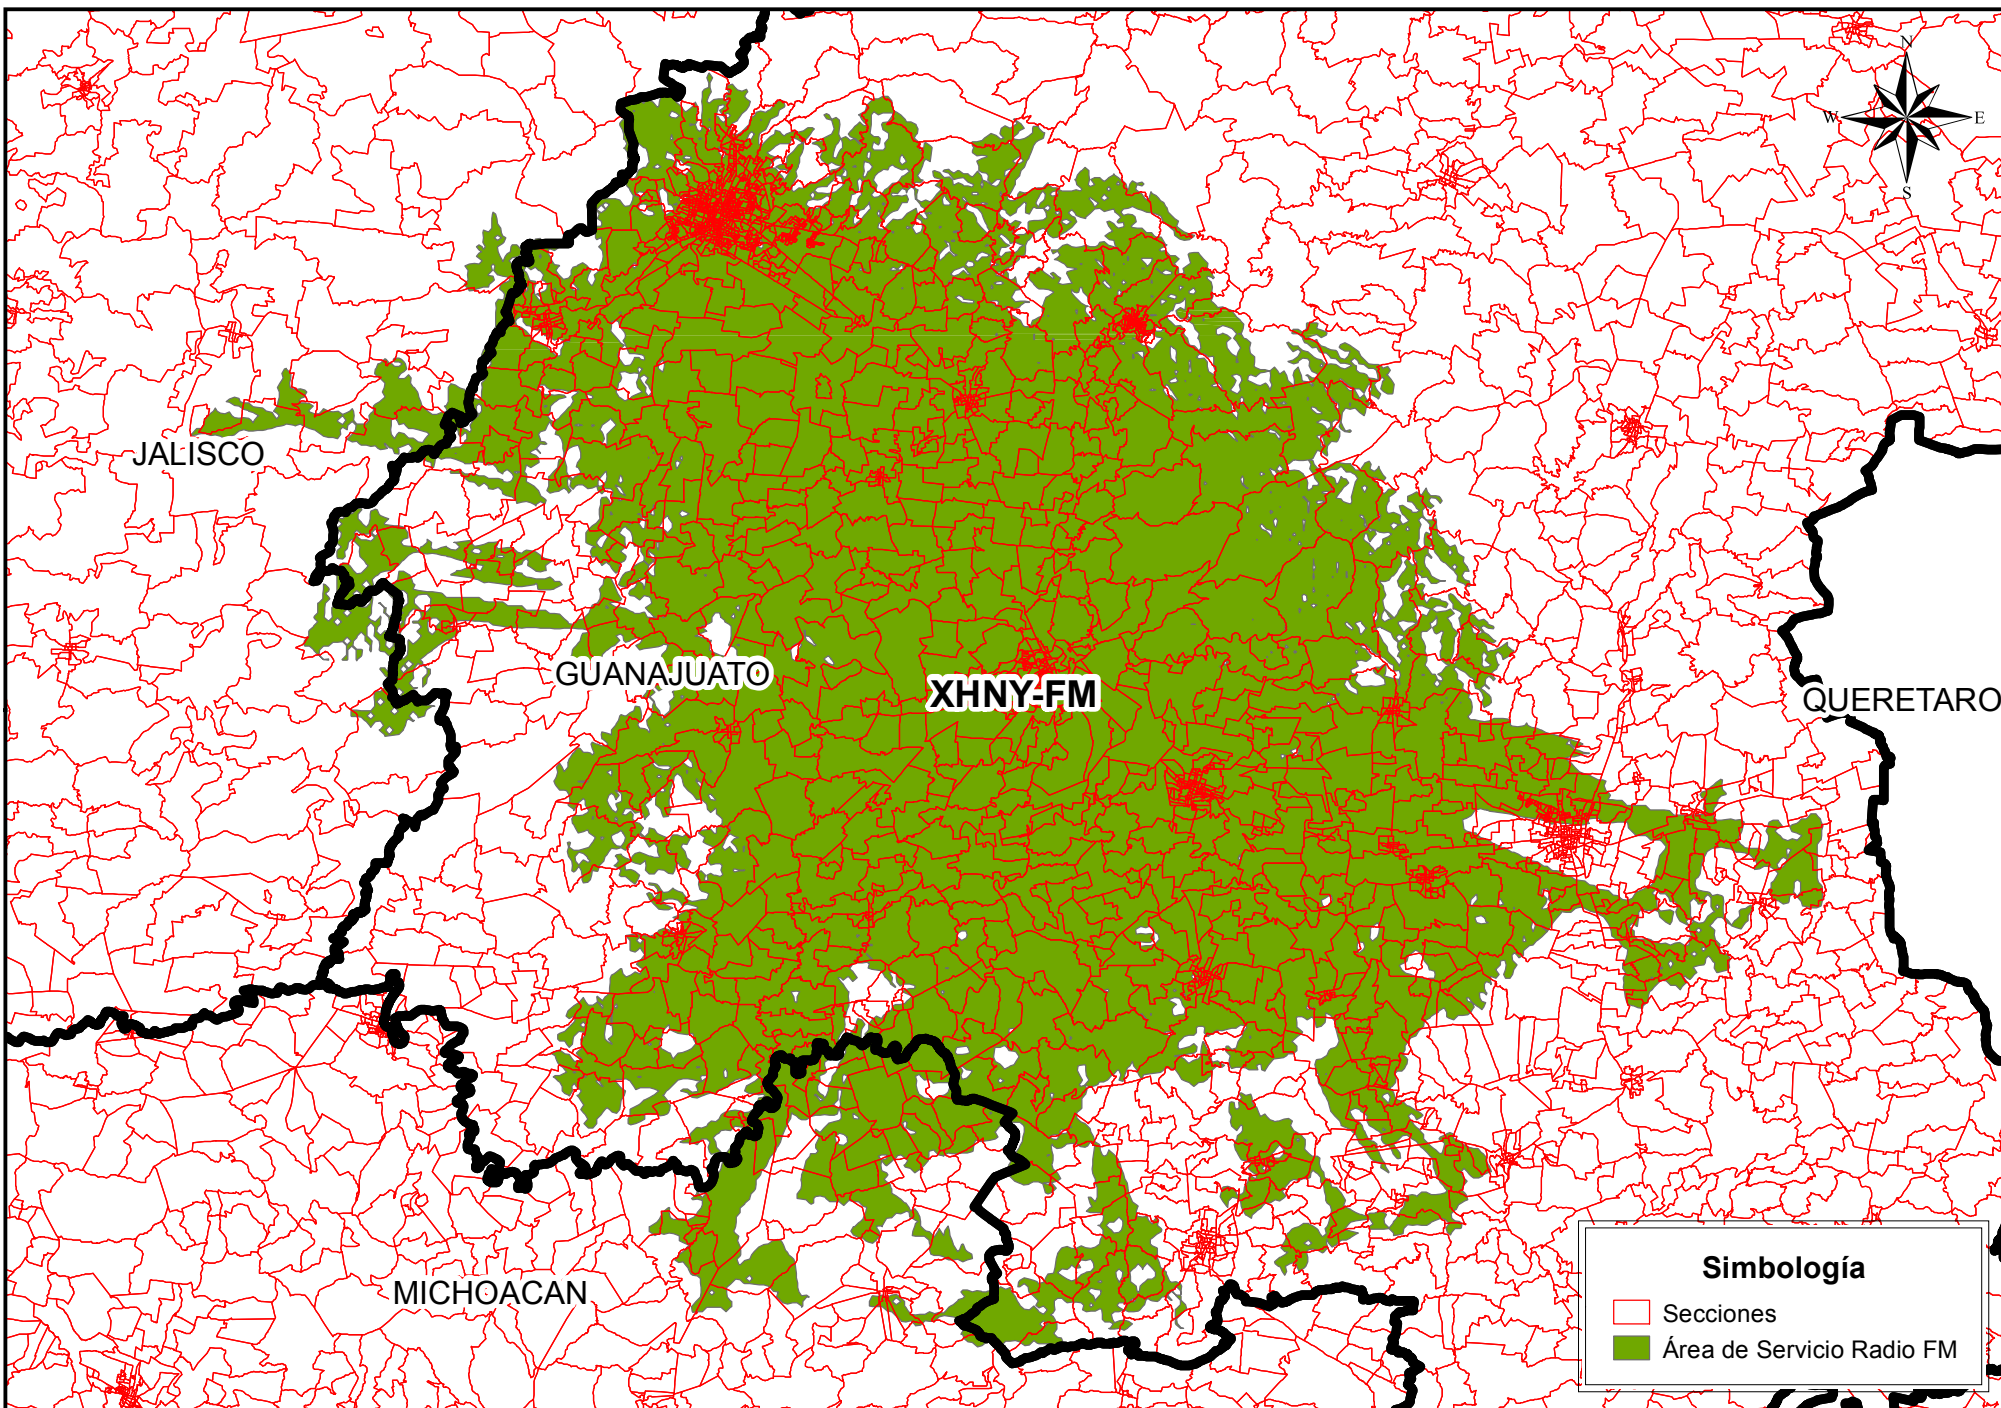 N
W
E
S
JALISCO
GUANAJUATO
XHNY-FM
QUERETARO
MICHOACAN
Simbología
Secciones
Área de Servicio Radio FM